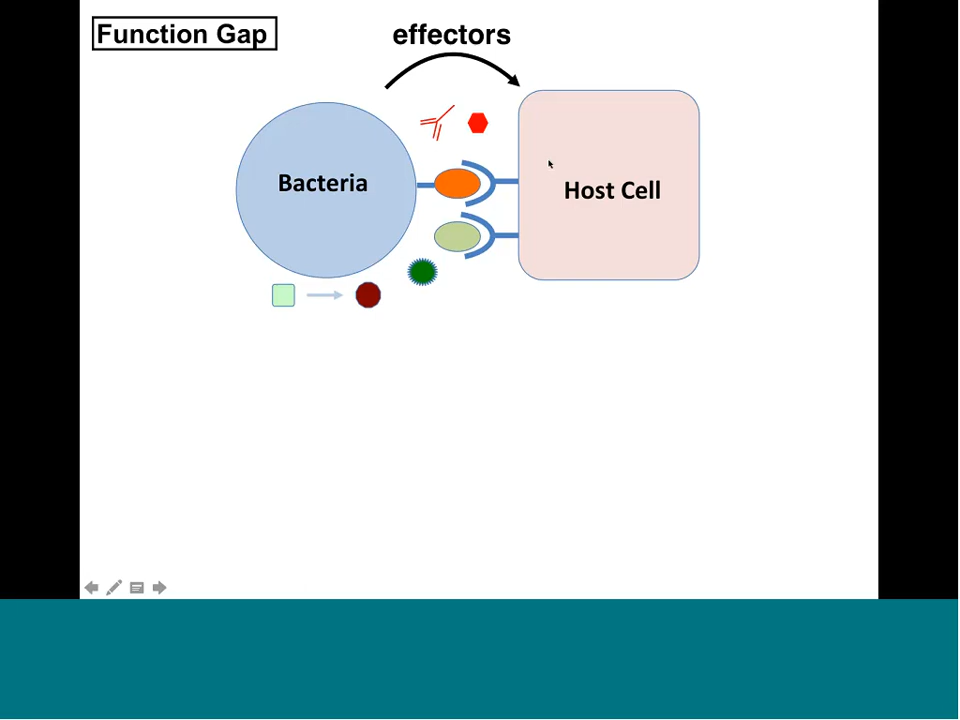 Function Gap
effectors
Bacteria
Host Cell